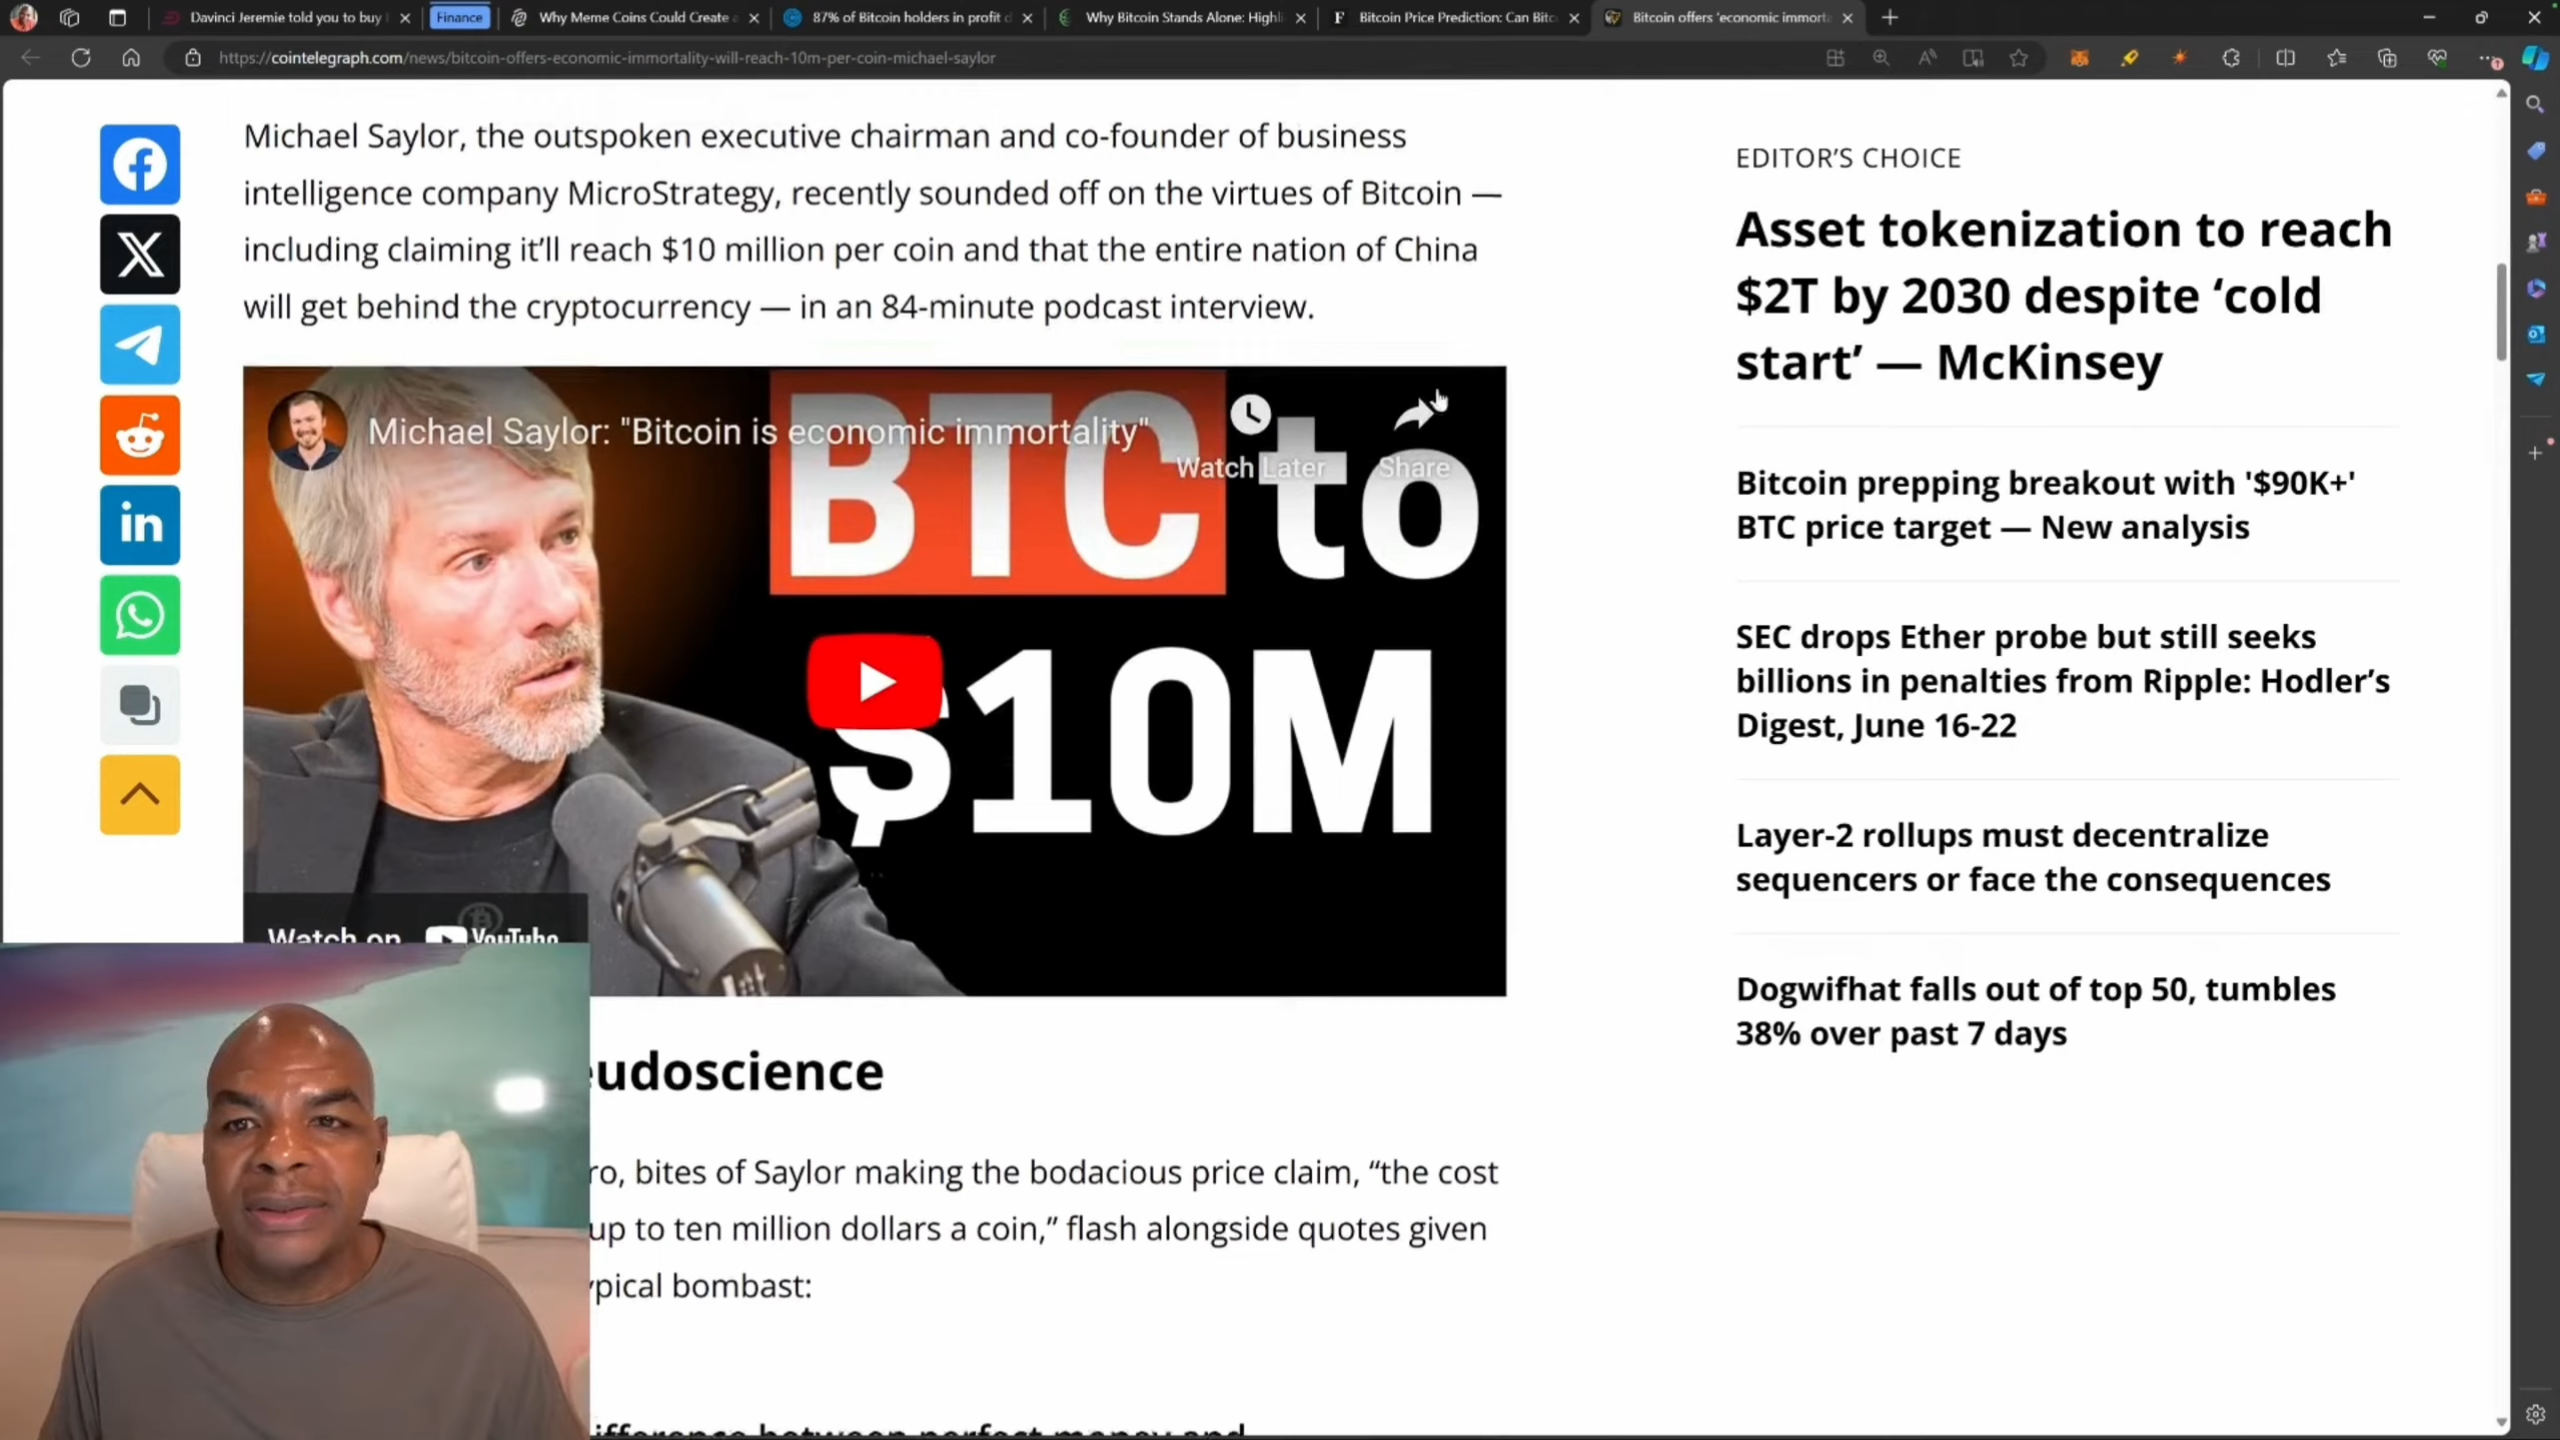 Davinci Jeremie told you to buy
Finance
Why Meme Coins Could Create
87% of Bitcoin holders in profit
Why Bitcoin Stands Alone: Highl
Bitcoin Price Prediction: Can Bitc
Bitcoin offers 'economic immort
https://cointelegraph.com/news/bitcoin-offers-economic-immortality-will-reach-10m-per-coin-michael-saylor
Michael Saylor, the outspoken executive chairman and co-founder of business
intelligence company MicroStrategy, recently sounded off on the virtues of Bitcoin —
including claiming it'll reach $10 million per coin and that the entire nation of China
will get behind the cryptocurrency — in an 84-minute podcast interview.
Michael Saylor: "Bitcoin is economic immortality"
Watch Later
Share
BTC to
$10M
Watch on YouTube
eudoscience
ro, bites of Saylor making the bodacious price claim, “the cost
up to ten million dollars a coin,” flash alongside quotes given
ypical bombast:
ifference between perfect money and
EDITOR’S CHOICE
Asset tokenization to reach
$2T by 2030 despite ‘cold
start’ — McKinsey
Bitcoin prepping breakout with '$90K+'
BTC price target — New analysis
SEC drops Ether probe but still seeks
billions in penalties from Ripple: Hodler’s
Digest, June 16-22
Layer-2 rollups must decentralize
sequencers or face the consequences
Dogwifhat falls out of top 50, tumbles
38% over past 7 days